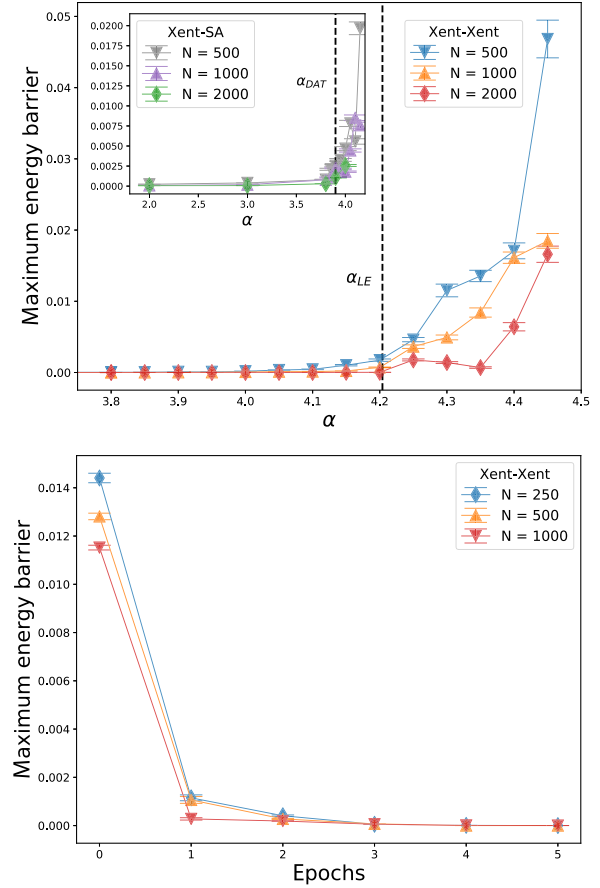 Maximum energy barrier
0.05
0.04
0.03
0.02
0.01
0.00
3.8 3.9 4.0 4.1 4.2 4.3 4.4 4.5
α
Xent-Xent
N = 500
N = 1000
N = 2000
α_LE
0.0200
0.0175
0.0150
0.0125
0.0100
0.0075
0.0050
0.0025
0.0000
2.0 2.5 3.0 3.5 4.0
α
Xent-SA
N = 500
N = 1000
N = 2000
α_DAT
Maximum energy barrier
0.014
0.012
0.010
0.008
0.006
0.004
0.002
0.000
0 1 2 3 4 5
Epochs
Xent-Xent
N = 250
N = 500
N = 1000